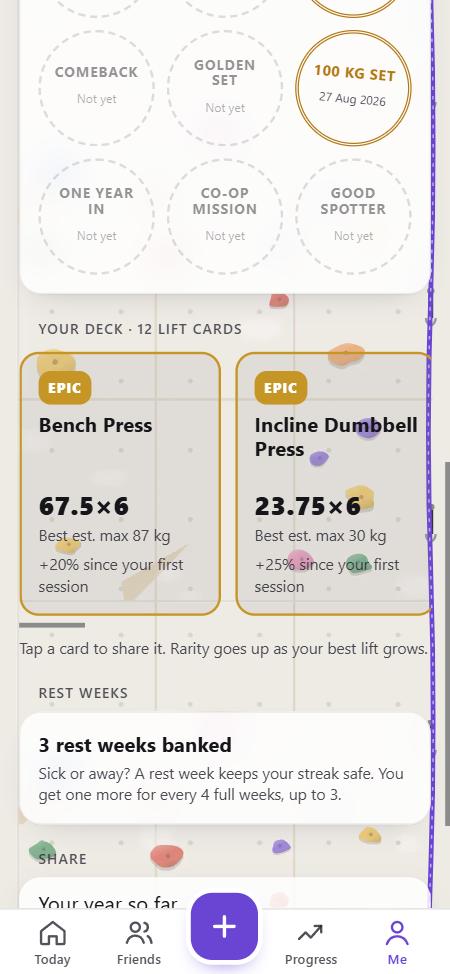 COMEBACK
Not yet
GOLDEN
SET
Not yet
100 KG SET
27 Aug 2026
ONE YEAR
IN
Not yet
CO-OP
MISSION
Not yet
GOOD
SPOTTER
Not yet
YOUR DECK · 12 LIFT CARDS
EPIC
Bench Press
67.5×6
Best est. max 87 kg
+20% since your first
session
EPIC
Incline Dumbbell
Press
23.75×6
Best est. max 30 kg
+25% since your first
session
Tap a card to share it. Rarity goes up as your best lift grows.
REST WEEKS
3 rest weeks banked
Sick or away? A rest week keeps your streak safe. You
get one more for every 4 full weeks, up to 3.
SHARE
Your year so far
Today
Friends
+
Progress
Me